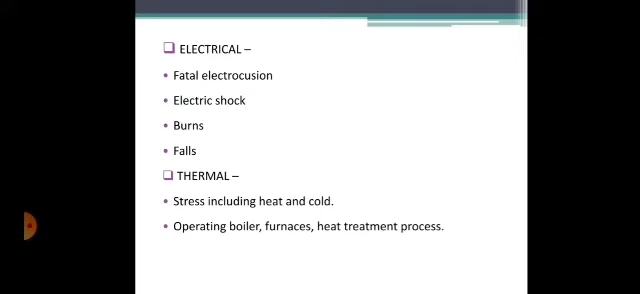 ❑ ELECTRICAL –
• Fatal electrocusion
• Electric shock
• Burns
• Falls
❑ THERMAL –
• Stress including heat and cold.
• Operating boiler, furnaces, heat treatment process.